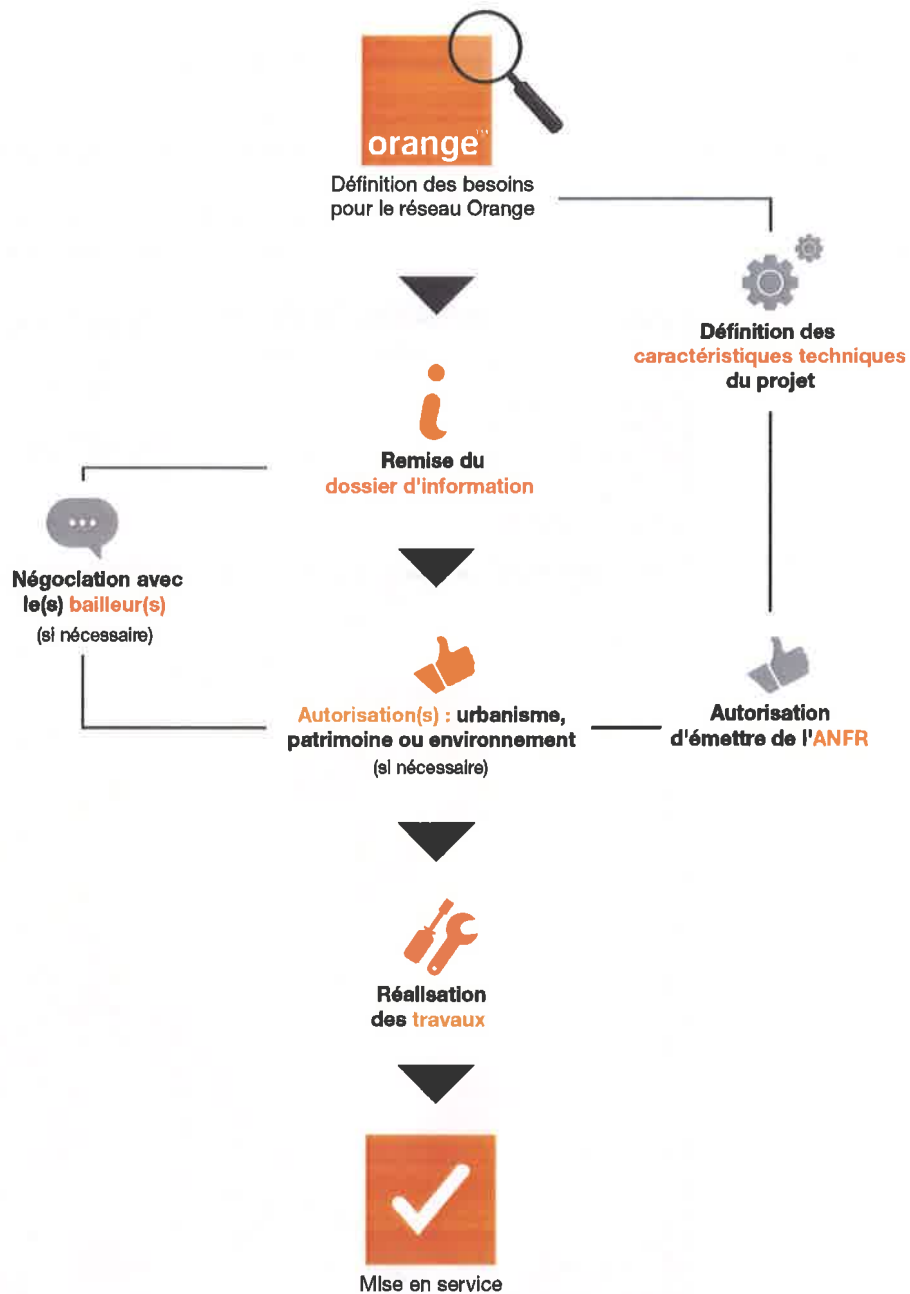 orange™
Définition des besoins
pour le réseau Orange
Définition des
caractéristiques techniques
du projet
Remise du
dossier d'information
Négociation avec
le(s) bailleur(s)
(si nécessaire)
Autorisation(s) : urbanisme,
patrimoine ou environnement
(si nécessaire)
Autorisation
d'émettre de l'ANFR
Réalisation
des travaux
Mise en service